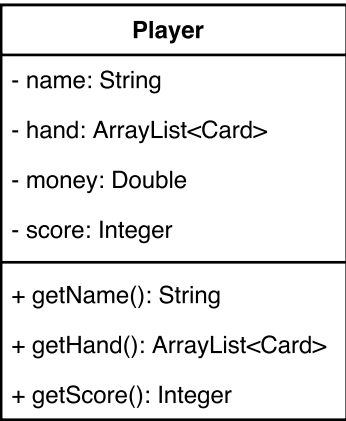 Player
- name: String
- hand: ArrayList<Card>
- money: Double
- score: Integer
+ getName(): String
+ getHand(): ArrayList<Card>
+ getScore(): Integer